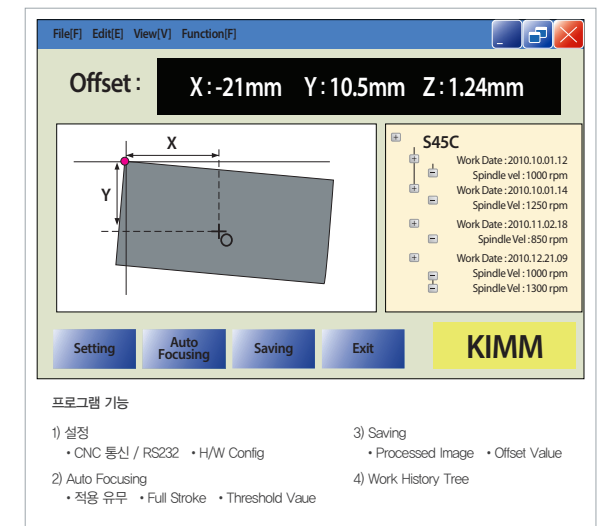 File[F] Edit[E] View[V] Function[F]
Offset : X : -21mm Y : 10.5mm Z : 1.24mm
X
Y
O
S45C
Work Date : 2010.10.01.12
Spindle vel : 1000 rpm
Work Date : 2010.10.01.14
Spindle Vel : 1250 rpm
Work Date : 2010.11.02.18
Spindle Vel : 850 rpm
Work Date : 2010.12.21.09
Spindle Vel : 1000 rpm
Spindle Vel : 1300 rpm
Setting
Auto
Focusing
Saving
Exit
KIMM
프로그램 기능
1) 설정
• CNC 통신 / RS232 • H/W Config
2) Auto Focusing
• 적용 유무 • Full Stroke • Threshold Vaue
3) Saving
• Processed Image • Offset Value
4) Work History Tree